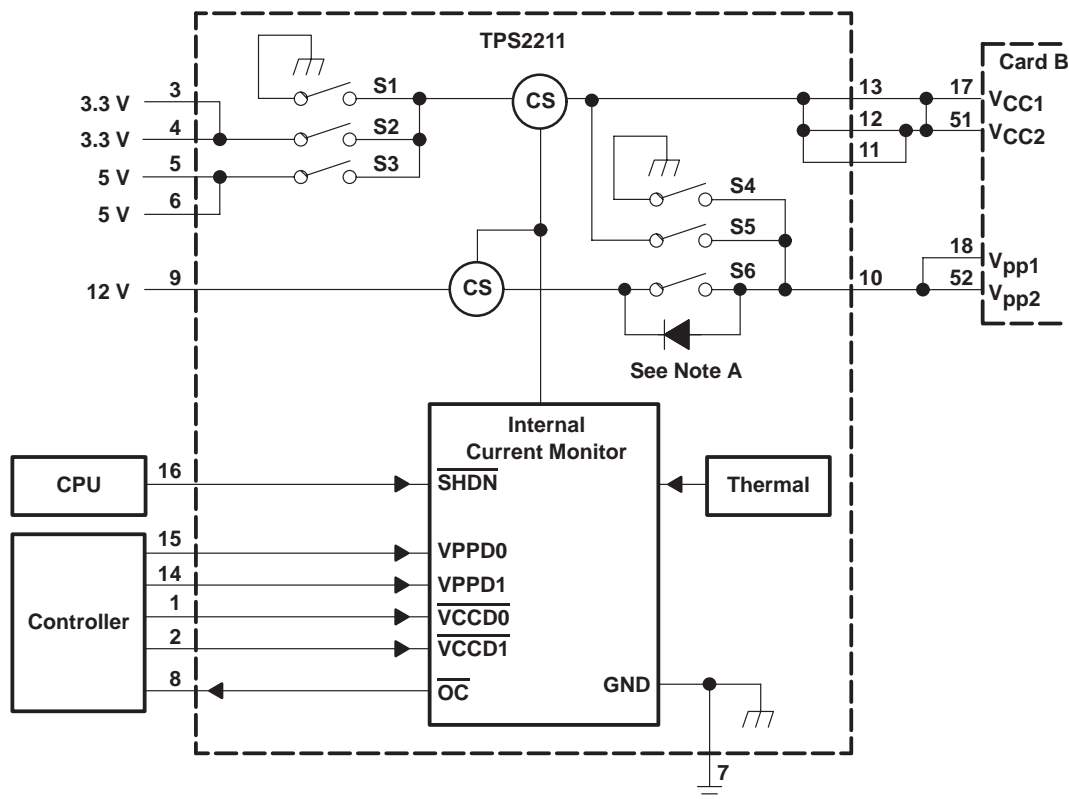 TPS2211
Card B
3.3 V 3
3.3 V 4
5 V 5
5 V 6
S1
S2
S3
CS
13
12
11
17 VCC1
51 VCC2
S4
S5
S6
12 V 9
CS
10
18 Vpp1
52 Vpp2
See Note A
Internal
Current Monitor
CPU 16 SHDN
Thermal
Controller
15 VPPD0
14 VPPD1
1 VCCD0
2 VCCD1
8 OC
GND
7